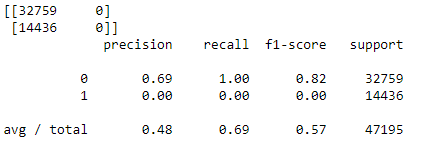 [[32759 0]
[14436 0]]
precision recall f1-score support
0 0.69 1.00 0.82 32759
1 0.00 0.00 0.00 14436
avg / total 0.48 0.69 0.57 47195